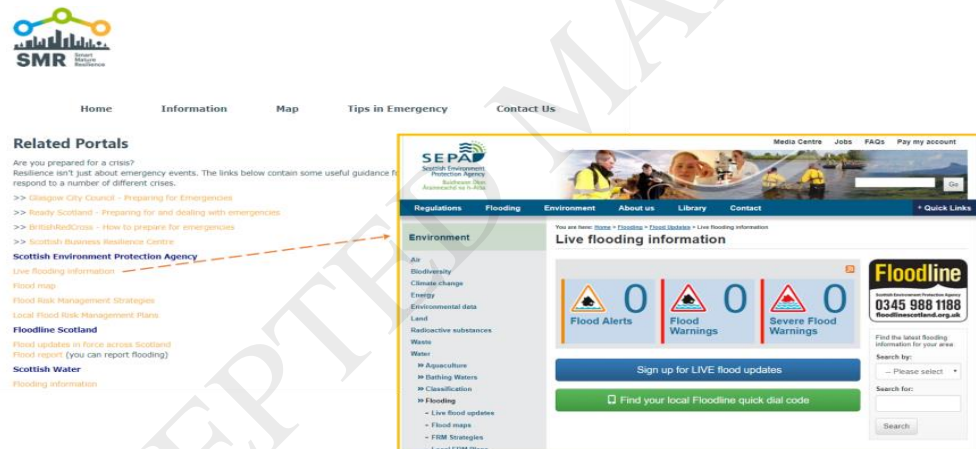 SMR Smart Mature Resilience
Home Information Map Tips in Emergency Contact Us
Related Portals
Are you prepared for a crisis?
Resilience isn't just about emergency events. The links below contain some useful guidance
respond to a number of different crises.
>> Glasgow City Council - Preparing for Emergencies
>> Ready Scotland - Preparing for and dealing with emergencies
>> BritishRedCross - How to prepare for emergencies
>> Scottish Business Resilience Centre
Scottish Environment Protection Agency
Live flooding information
Flood map
Flood Risk Management Strategies
Local Flood Risk Management Plans
Floodline Scotland
Flood updates in force across Scotland
Flood report (you can report flooding)
Scottish Water
Flooding information
Media Centre Jobs FAQs Pay my account
SEPA
Scottish Environment
Protection Agency
Go
Regulations Flooding Environment About us Library Contact
Quick Links
You are here: Home > Flooding > Flood Updates > Live flooding information
Live flooding information
Environment
Air
Biodiversity
Climate change
Energy
Environmental data
Land
Radioactive substances
Waste
Water
» Aquaculture
» Bathing Waters
» Classification
» Flooding
– Live flood updates
– Flood maps
– FRM Strategies
– Local FRM Plans
0
Flood Alerts
0
Flood
Warnings
0
Severe Flood
Warnings
Sign up for LIVE flood updates
Find your local Floodline quick dial code
Floodline
Scottish Environment Protection Agency
0345 988 1188
floodlinescotland.org.uk
Find the latest flooding
information for your area
Search by:
-- Please select
Search for:
Search